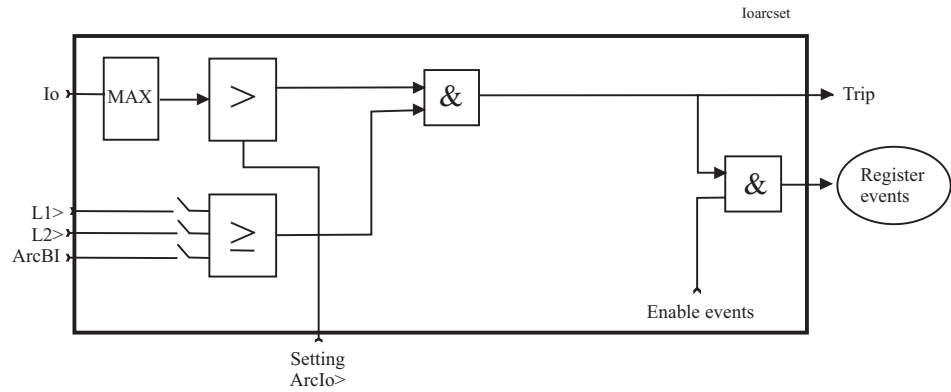 Ioarcset
Io
MAX
>
&
Trip
&
Register
events
L1>
L2>
ArcBI
≥
Enable events
Setting
ArcIo>